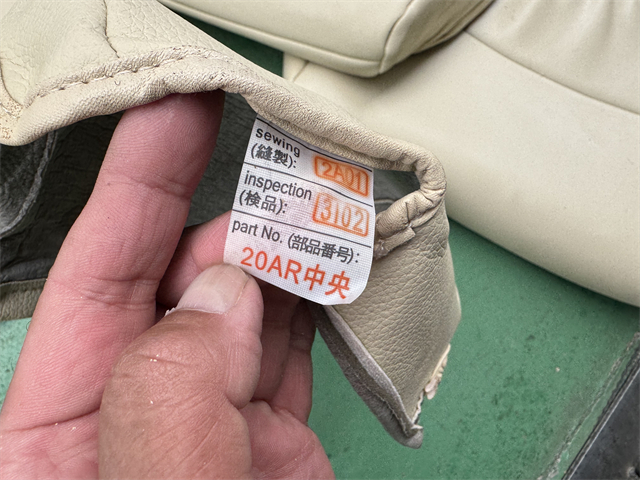 sewing
(縫製): 2A01
inspection
(検品): 3102
part No. (部品番号):
20AR中央